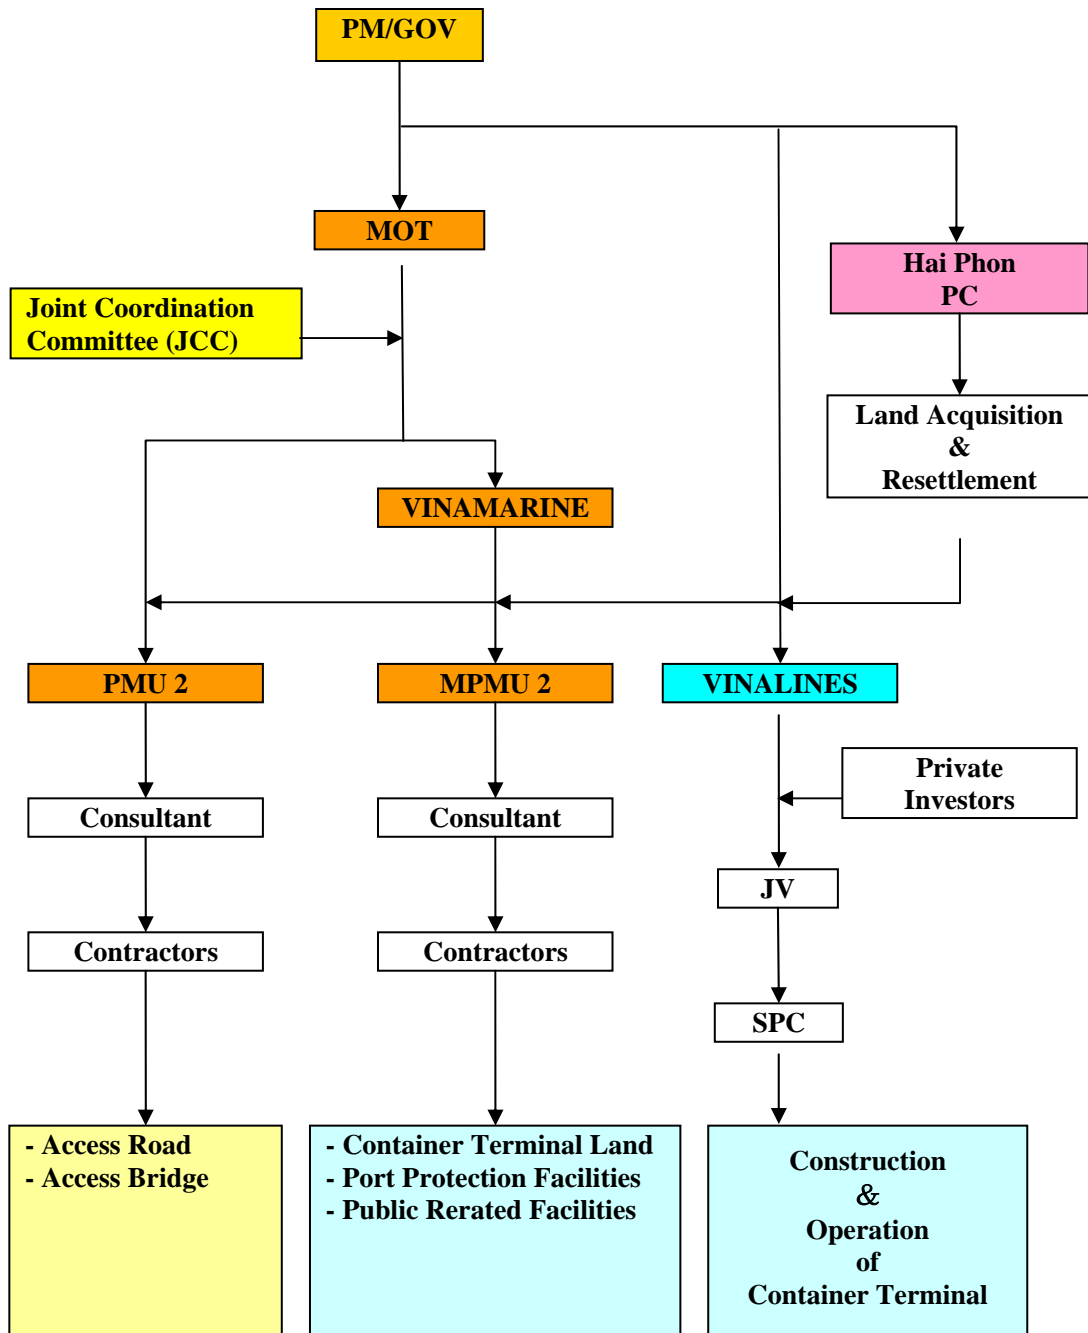 PM/GOV
MOT
Hai Phon
PC
Joint Coordination
Committee (JCC)
Land Acquisition
&
Resettlement
VINAMARINE
PMU 2
MPMU 2
VINALINES
Private
Investors
Consultant
Consultant
JV
Contractors
Contractors
SPC
- Access Road
- Access Bridge
- Container Terminal Land
- Port Protection Facilities
- Public Rerated Facilities
Construction
&
Operation
of
Container Terminal